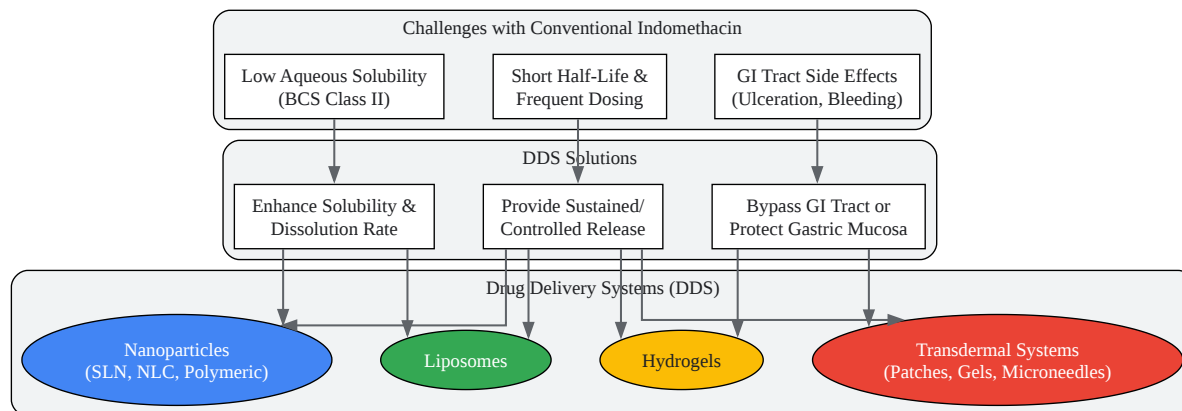 Challenges with Conventional Indomethacin
Low Aqueous Solubility
(BCS Class II)
Short Half-Life &
Frequent Dosing
GI Tract Side Effects
(Ulceration, Bleeding)
DDS Solutions
Enhance Solubility &
Dissolution Rate
Provide Sustained/
Controlled Release
Bypass GI Tract or
Protect Gastric Mucosa
Drug Delivery Systems (DDS)
Nanoparticles
(SLN, NLC, Polymeric)
Liposomes
Hydrogels
Transdermal Systems
(Patches, Gels, Microneedles)